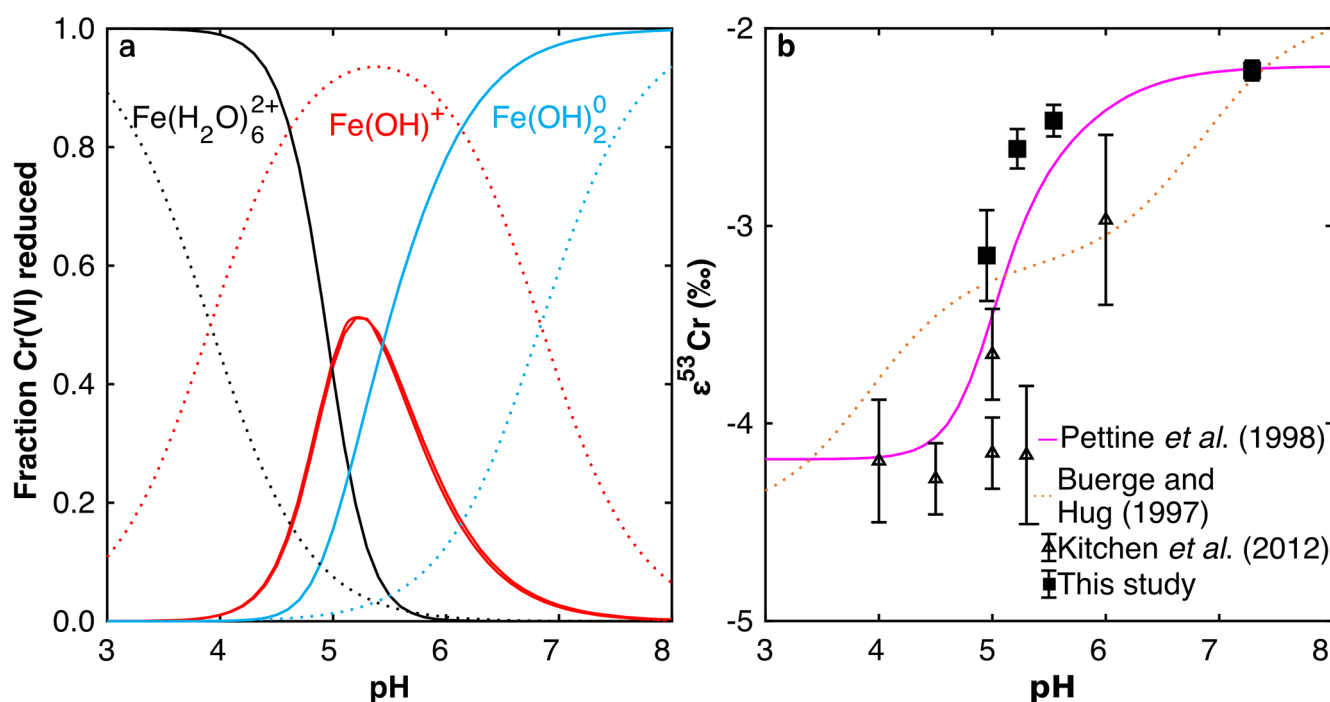 a
1.0
0.8
0.6
0.4
0.2
0.0
Fraction Cr(VI) reduced
Fe(H₂O)₆²⁺
Fe(OH)⁺
Fe(OH)₂⁰
3 4 5 6 7 8
pH
b
-2
-3
-4
-5
ε⁵³Cr (‰)
Pettine et al. (1998)
Buerge and
Hug (1997)
Kitchen et al. (2012)
This study
3 4 5 6 7 8
pH